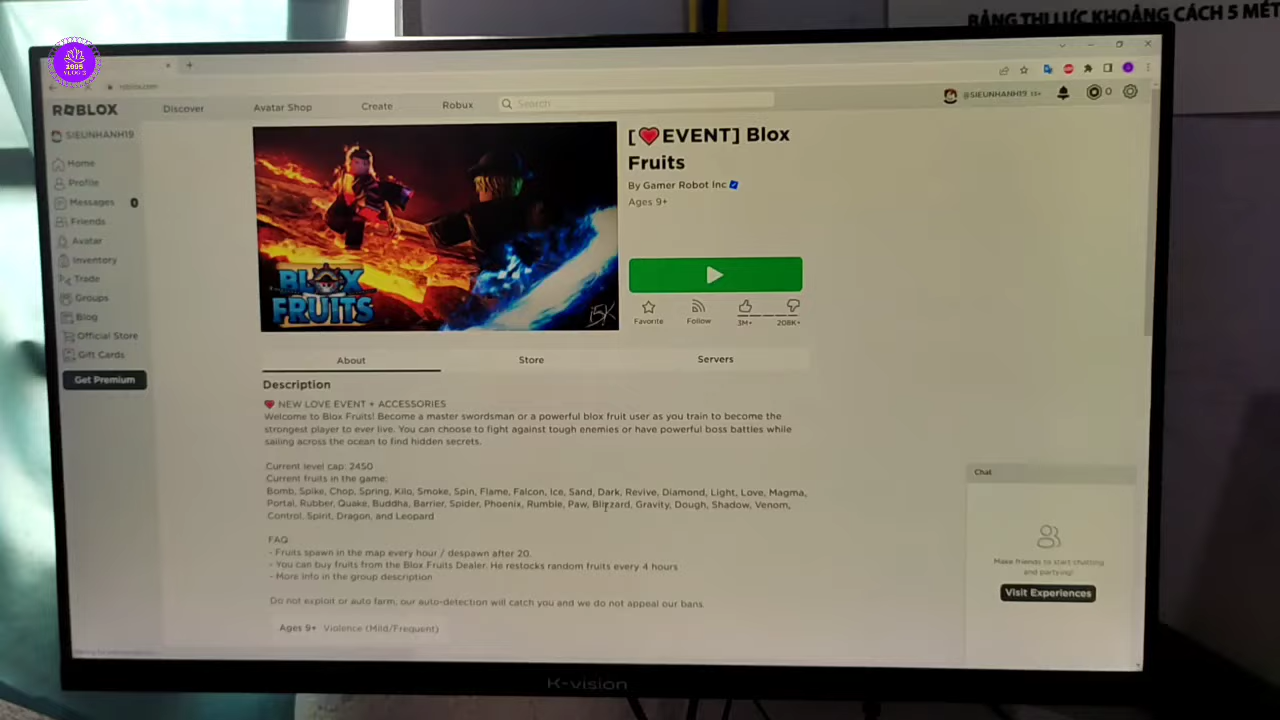 BẢNG THỊ LỰC KHOẢNG CÁCH 5 MÉT
1995
VLOG'S
roblox.com
ROBLOX
Discover
Avatar Shop
Create
Robux
Search
@SIEUNHANH19 13+
0
SIEUNHANH19
Home
Profile
Messages 0
Friends
Avatar
Inventory
Trade
Groups
Blog
Official Store
Gift Cards
Get Premium
BLOX
FRUITS
[❤️EVENT] Blox
Fruits
By Gamer Robot Inc
Ages 9+
Favorite
Follow
3M+
208K+
About
Store
Servers
Description
❤️ NEW LOVE EVENT + ACCESSORIES
Welcome to Blox Fruits! Become a master swordsman or a powerful blox fruit user as you train to become the
strongest player to ever live. You can choose to fight against tough enemies or have powerful boss battles while
sailing across the ocean to find hidden secrets.
Current level cap: 2450
Current fruits in the game:
Bomb, Spike, Chop, Spring, Kilo, Smoke, Spin, Flame, Falcon, Ice, Sand, Dark, Revive, Diamond, Light, Love, Magma,
Portal, Rubber, Quake, Buddha, Barrier, Spider, Phoenix, Rumble, Paw, Blizzard, Gravity, Dough, Shadow, Venom,
Control, Spirit, Dragon, and Leopard
FAQ
- Fruits spawn in the map every hour / despawn after 20.
- You can buy fruits from the Blox Fruits Dealer. He restocks random fruits every 4 hours
- More info in the group description
Do not exploit or auto farm, our auto-detection will catch you and we do not appeal our bans.
Ages 9+ Violence (Mild/Frequent)
Chat
Make friends to start chatting
and partying!
Visit Experiences
K-vision